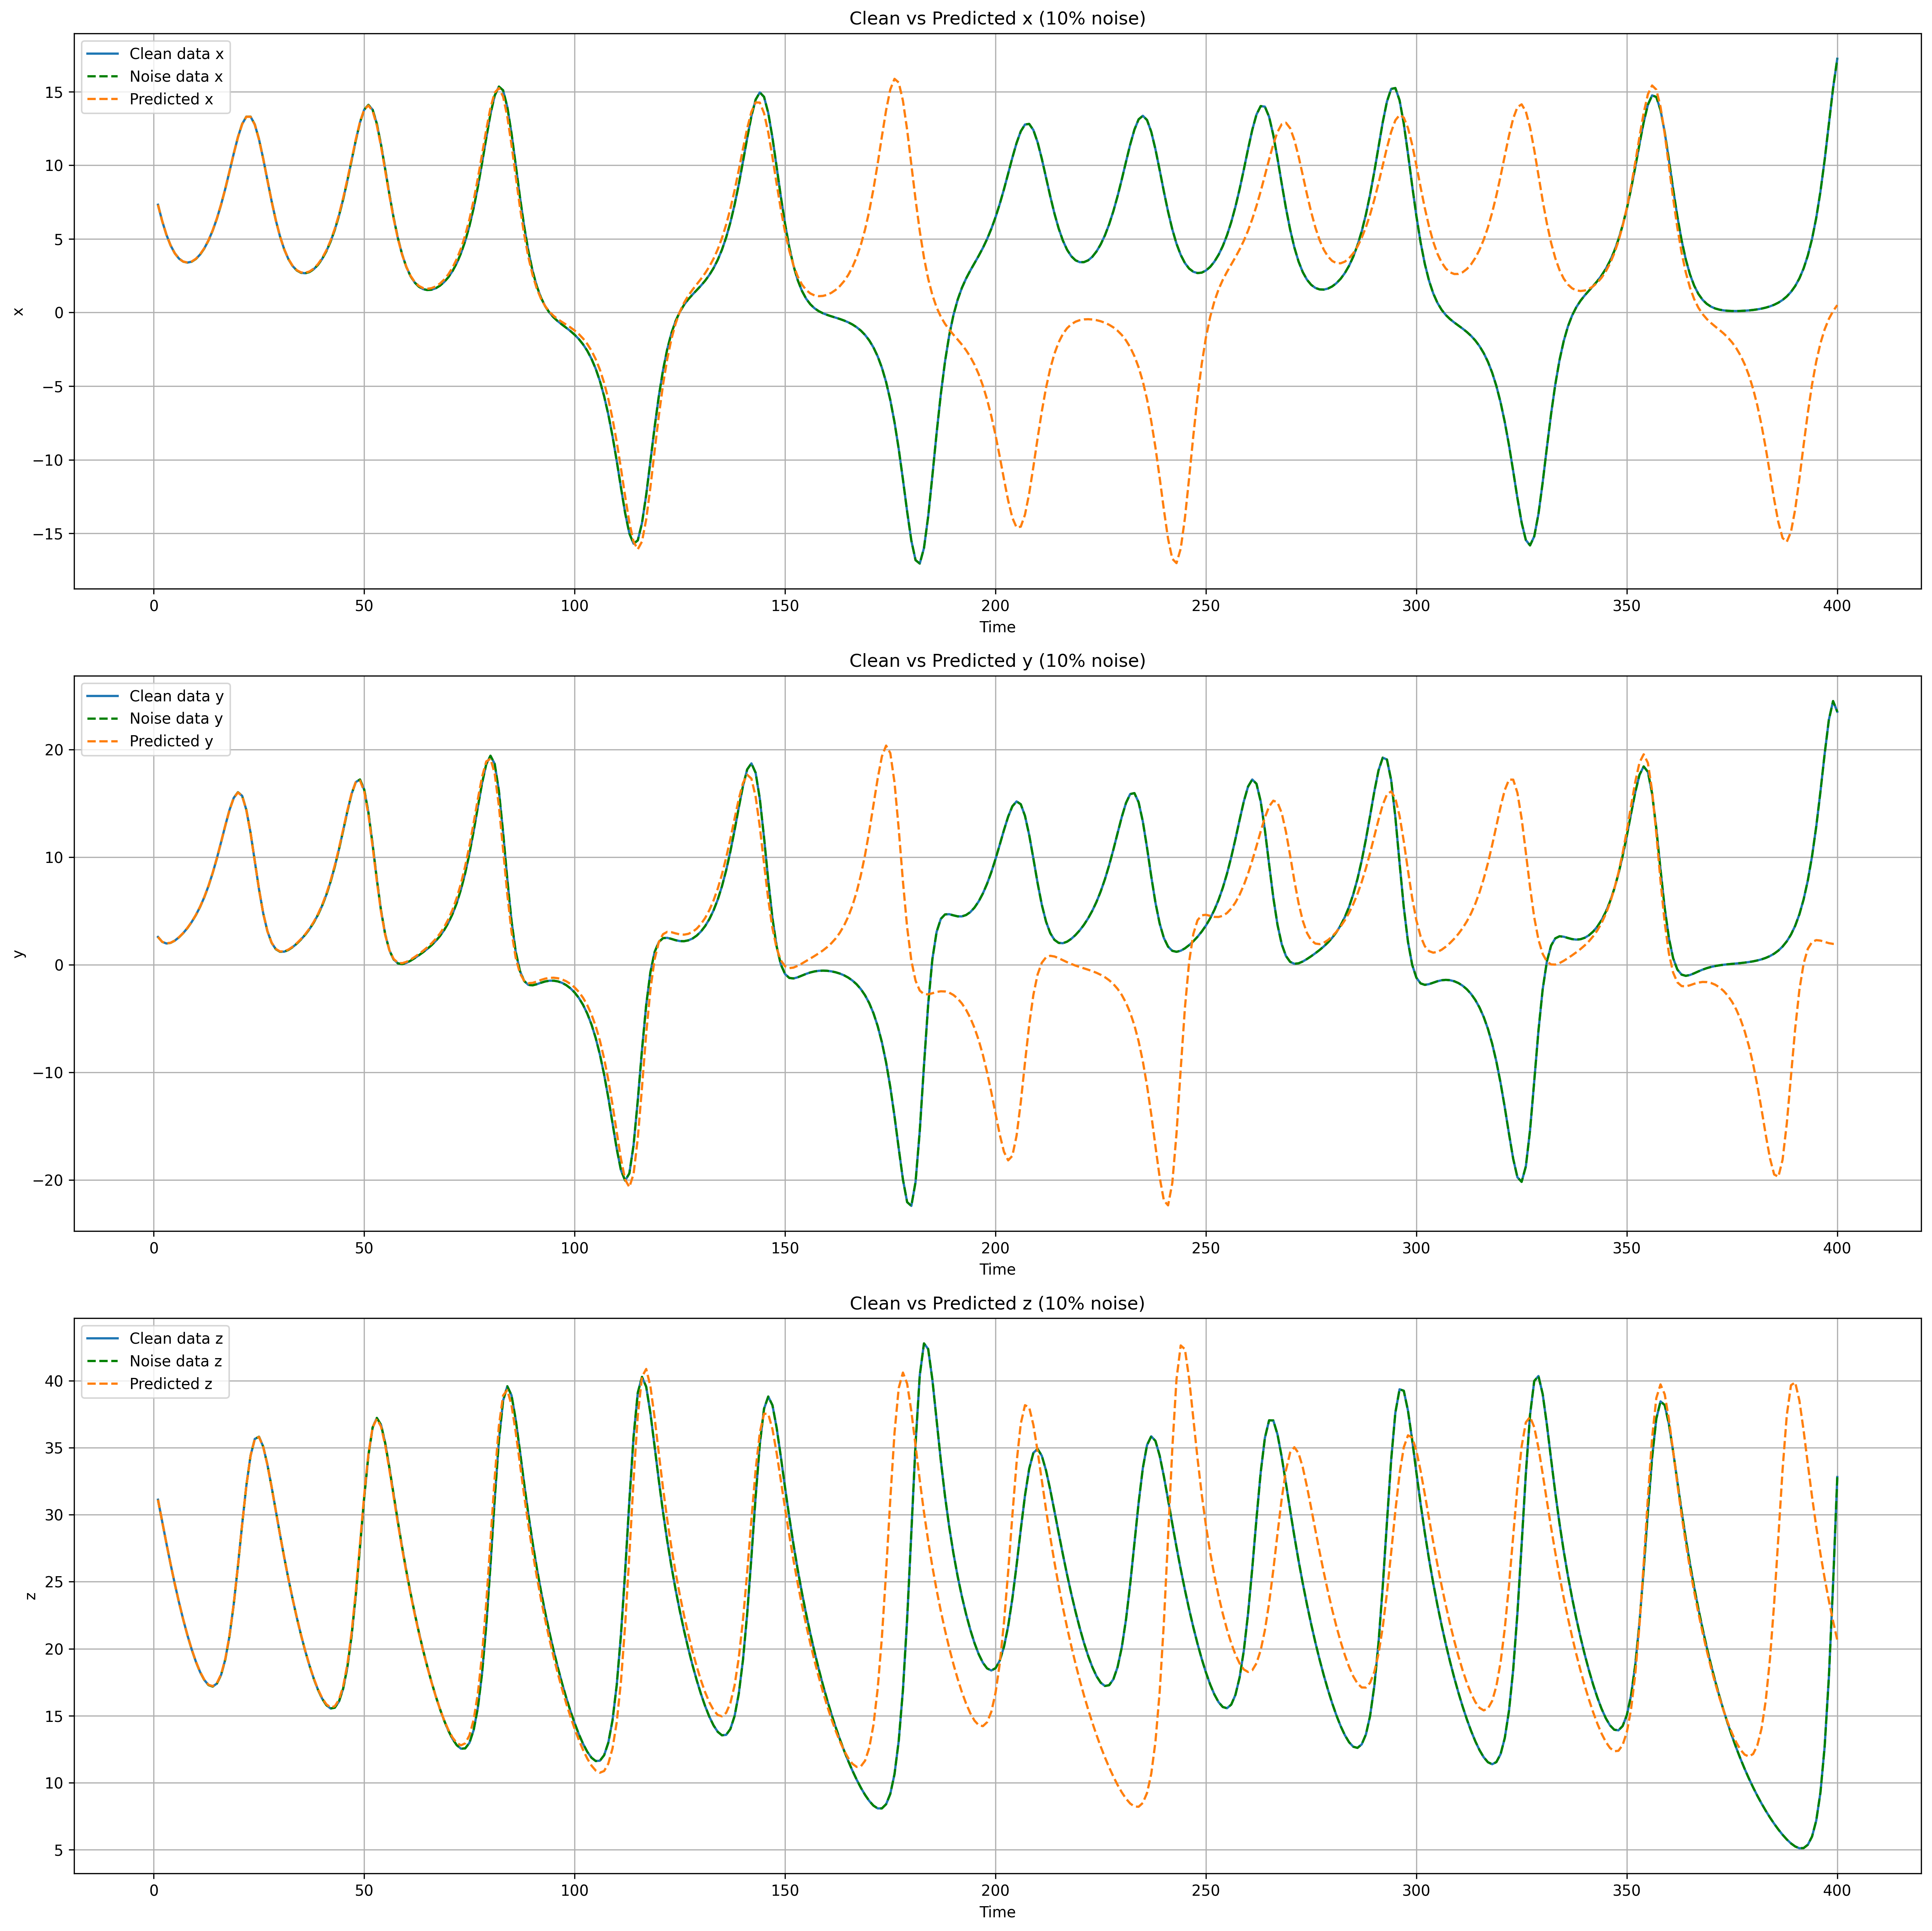 Clean vs Predicted x (10% noise)
Clean data x
Noise data x
Predicted x
15
10
5
0
−5
−10
−15
x
0 50 100 150 200 250 300 350 400
Time
Clean vs Predicted y (10% noise)
Clean data y
Noise data y
Predicted y
20
10
0
−10
−20
y
0 50 100 150 200 250 300 350 400
Time
Clean vs Predicted z (10% noise)
Clean data z
Noise data z
Predicted z
40
35
30
25
20
15
10
5
z
0 50 100 150 200 250 300 350 400
Time